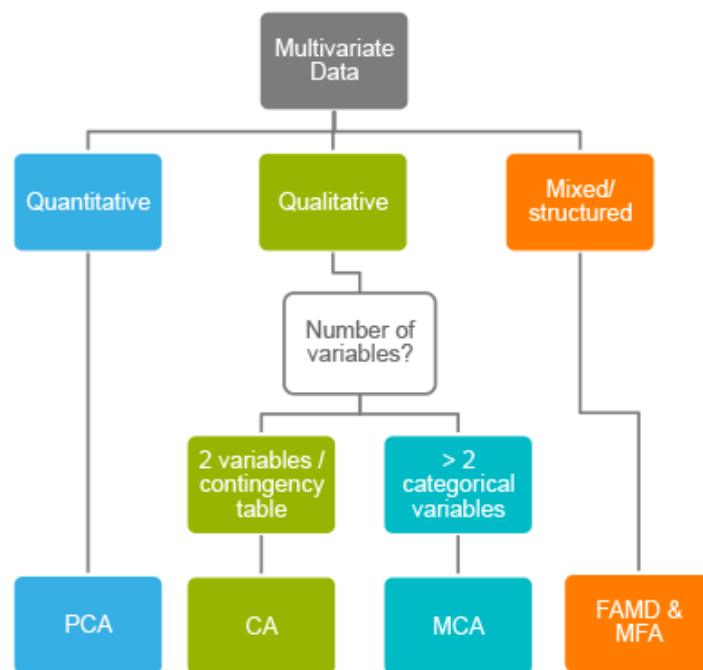 Multivariate
Data
Quantitative
Qualitative
Mixed/
structured
Number of
variables?
2 variables /
contingency
table
> 2
categorical
variables
PCA
CA
MCA
FAMD &
MFA